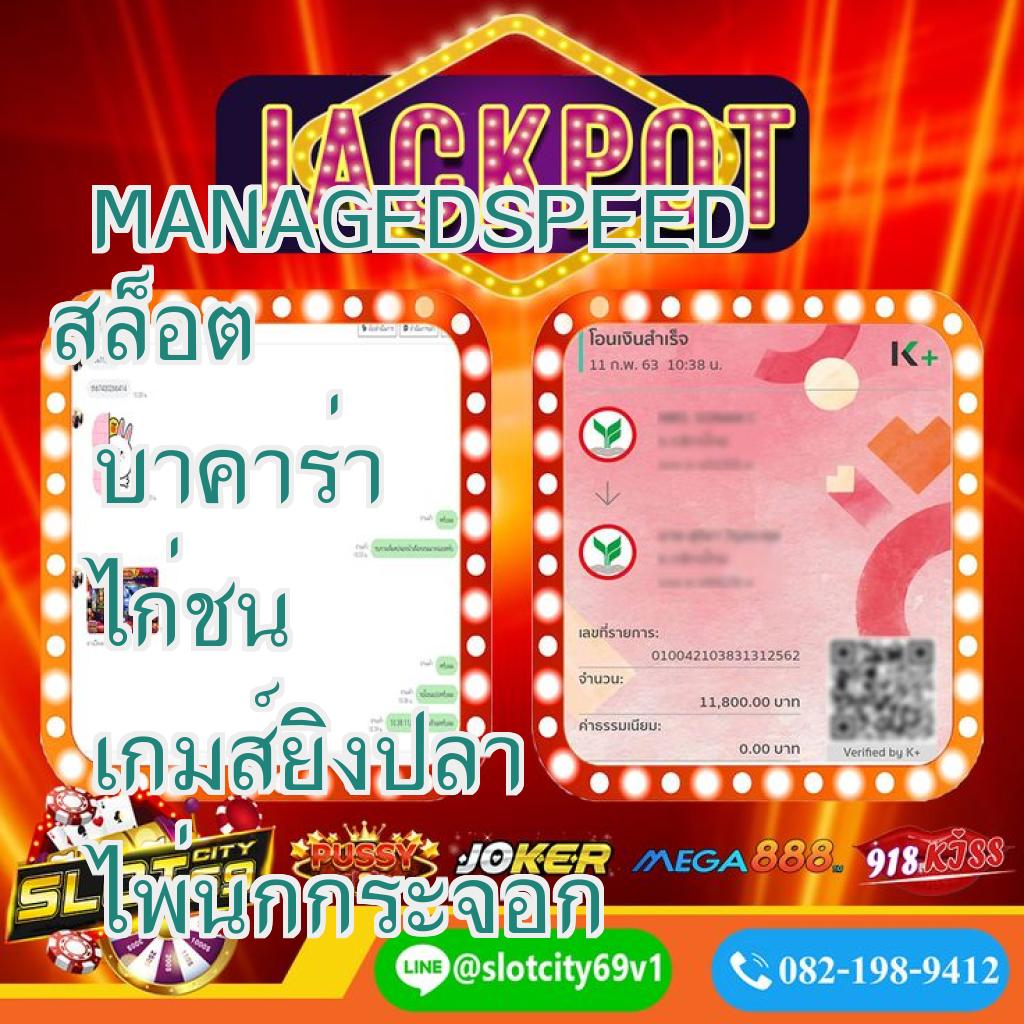 JACKPOT
MANAGEDSPEED
สล็อต
บาคาร่า
ไก่ชน
เกมส์ยิงปลา
ไพ่นกกระจอก
โอนเงินสำเร็จ
11 ก.พ. 63 10:38 น.
K+
เลขที่รายการ:
010042103831312562
จำนวน:
11,800.00 บาท
ค่าธรรมเนียม:
0.00 บาท
Verified by K+
SLOT CITY
PUSSY
JOKER
MEGA888
918KISS
LINE @slotcity69v1
082-198-9412